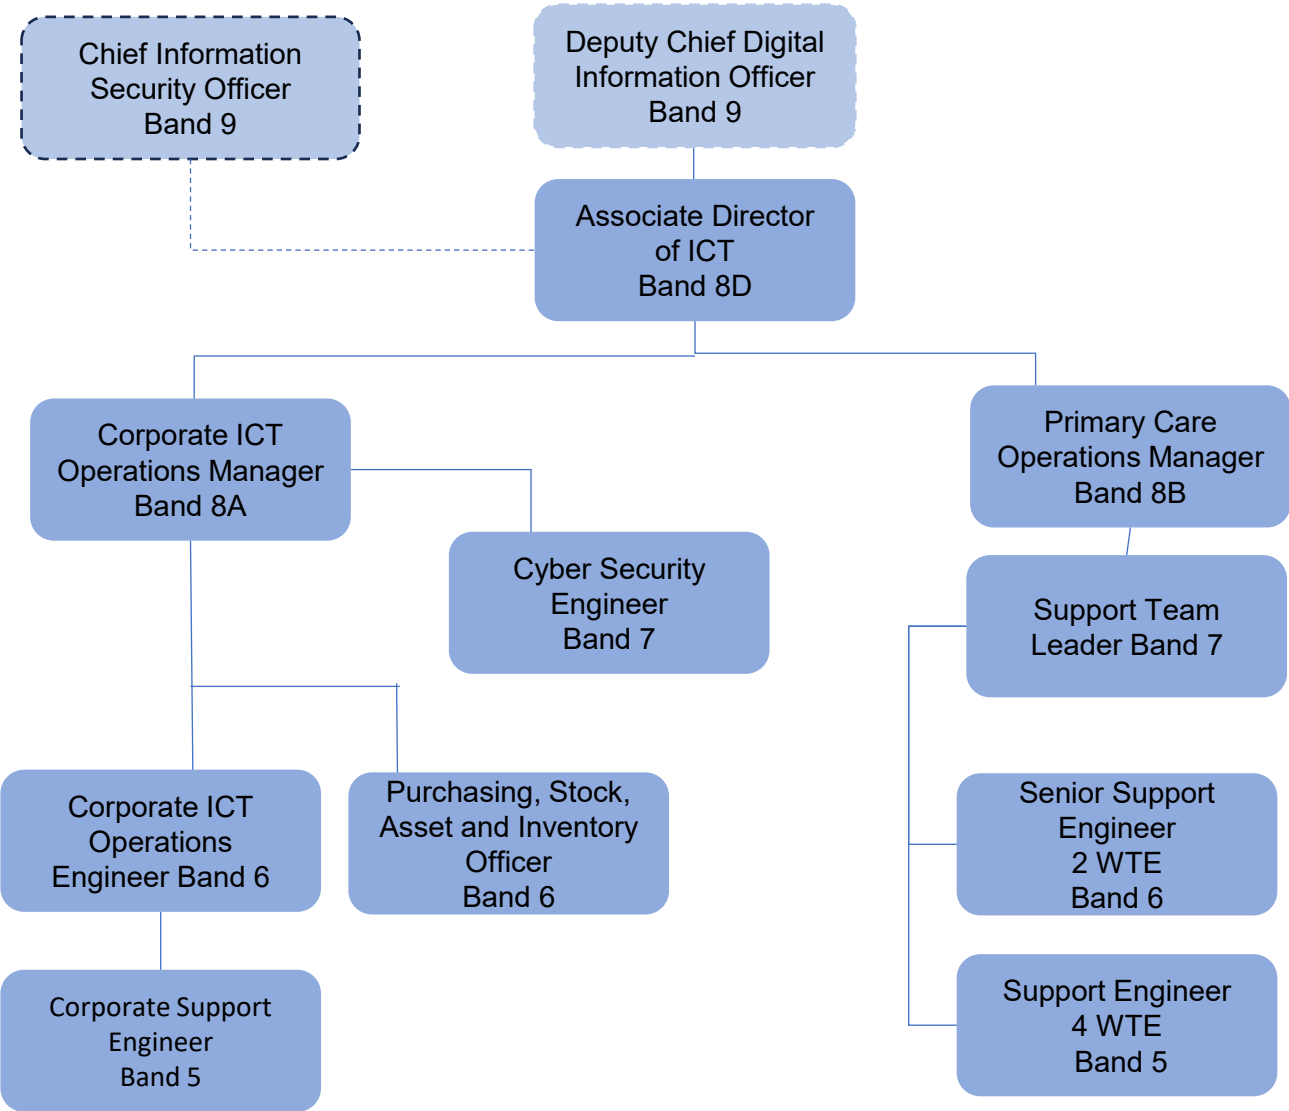 Chief Information
Security Officer
Band 9
Deputy Chief Digital
Information Officer
Band 9
Associate Director
of ICT
Band 8D
Corporate ICT
Operations Manager
Band 8A
Primary Care
Operations Manager
Band 8B
Cyber Security
Engineer
Band 7
Support Team
Leader Band 7
Corporate ICT
Operations
Engineer Band 6
Purchasing, Stock,
Asset and Inventory
Officer
Band 6
Senior Support
Engineer
2 WTE
Band 6
Corporate Support
Engineer
Band 5
Support Engineer
4 WTE
Band 5